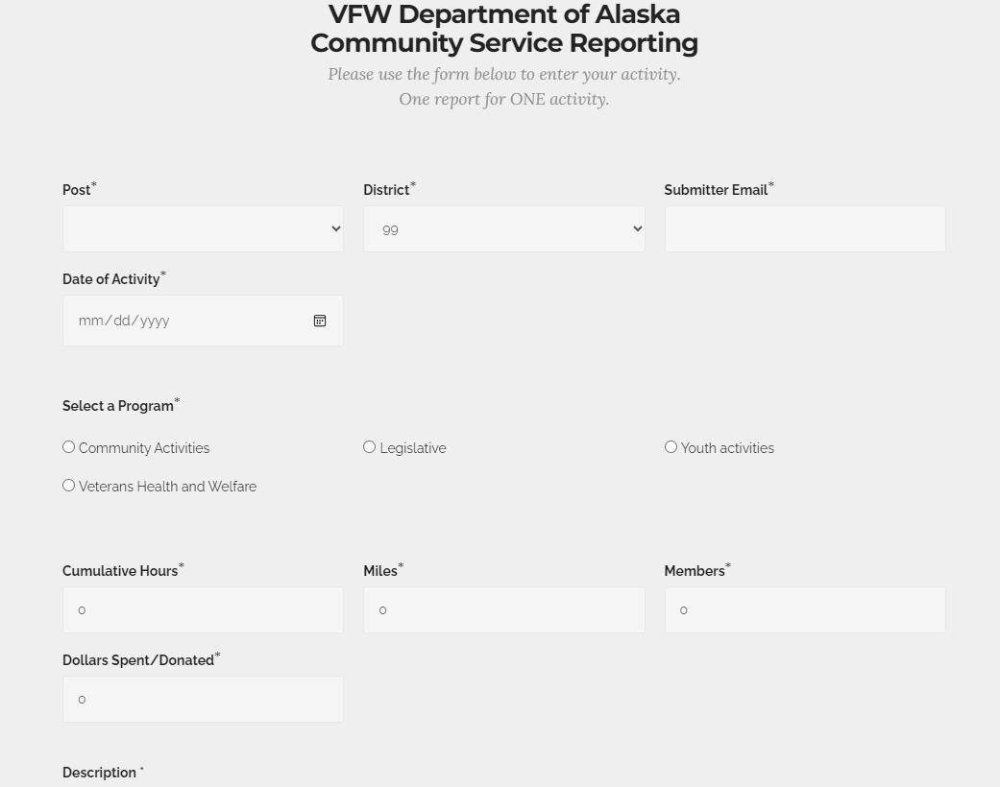 VFW Department of Alaska
Community Service Reporting
Please use the form below to enter your activity.
One report for ONE activity.
Post* District* Submitter Email*
99
Date of Activity*
mm/dd/yyyy
Select a Program*
Community Activities Legislative Youth activities
Veterans Health and Welfare
Cumulative Hours* Miles* Members*
0 0 0
Dollars Spent/Donated*
0
Description *